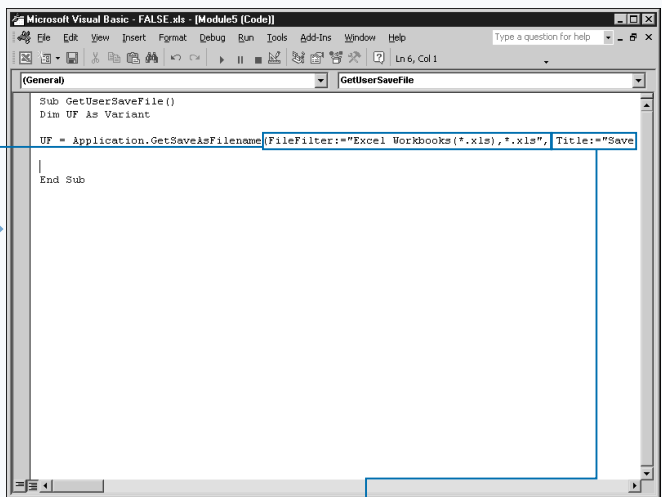 Microsoft Visual Basic - FALSE.xls - [Module5 (Code)]
File Edit View Insert Format Debug Run Tools Add-Ins Window Help Type a question for help
Ln 6, Col 1
(General) GetUserSaveFile
Sub GetUserSaveFile()
Dim UF As Variant
UF = Application.GetSaveAsFilename(FileFilter:="Excel Workbooks(*.xls),*.xls", Title:="Save
End Sub